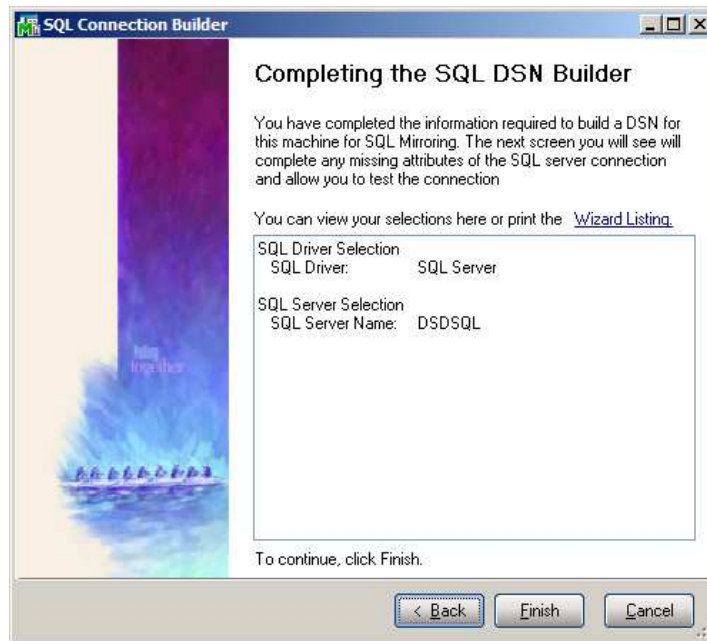 SQL Connection Builder
Completing the SQL DSN Builder
You have completed the information required to build a DSN for
this machine for SQL Mirroring. The next screen you will see will
complete any missing attributes of the SQL server connection
and allow you to test the connection
You can view your selections here or print the Wizard Listing.
SQL Driver Selection
SQL Driver: SQL Server
SQL Server Selection
SQL Server Name: DSDSQL
together
To continue, click Finish.
< Back Finish Cancel